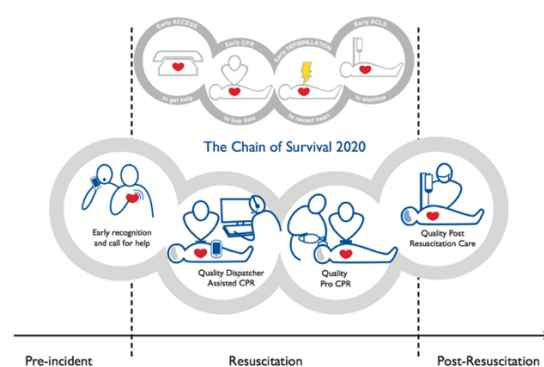 Early ACCESS
Early CPR
Early DEFIBRILLATION
Early ACLS
to get help
to buy time
to restart heart
to stabilise
The Chain of Survival 2020
Early recognition
and call for help
Quality Dispatcher
Assisted CPR
Quality
Pro CPR
Quality Post
Resuscitation Care
Pre-incident
Resuscitation
Post-Resuscitation